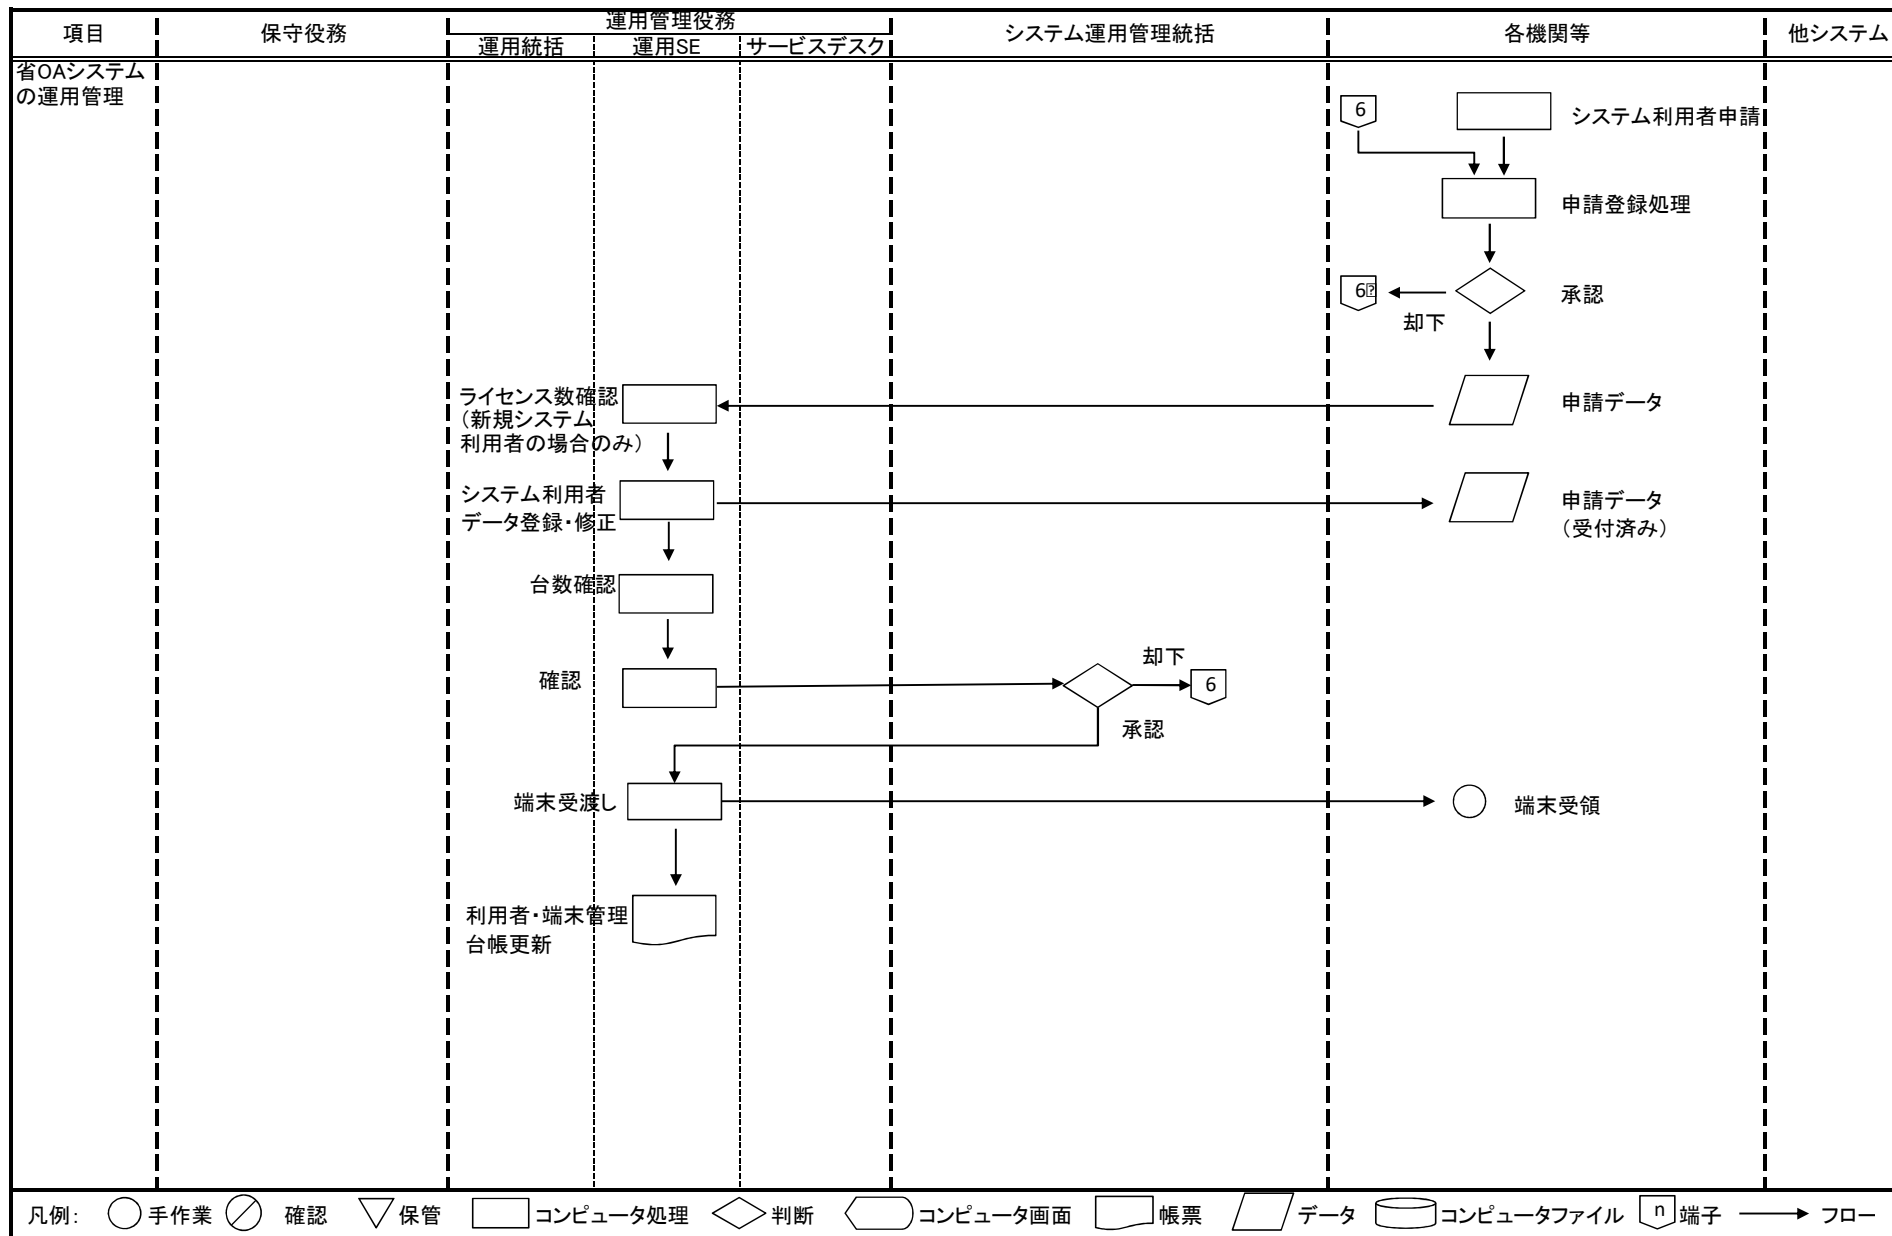 項目
保守役務
運用管理役務
運用統括
運用SE
サービスデスク
システム運用管理統括
各機関等
他システム
省OAシステム
の運用管理
6
システム利用者申請
申請登録処理
6
承認
却下
ライセンス数確認
（新規システム
利用者の場合のみ）
申請データ
システム利用者
データ登録・修正
申請データ
（受付済み）
台数確認
確認
却下
6
承認
端末受渡し
端末受領
利用者・端末管理
台帳更新
凡例： 手作業 確認 保管 コンピュータ処理 判断 コンピュータ画面 帳票 データ コンピュータファイル n 端子 フロー